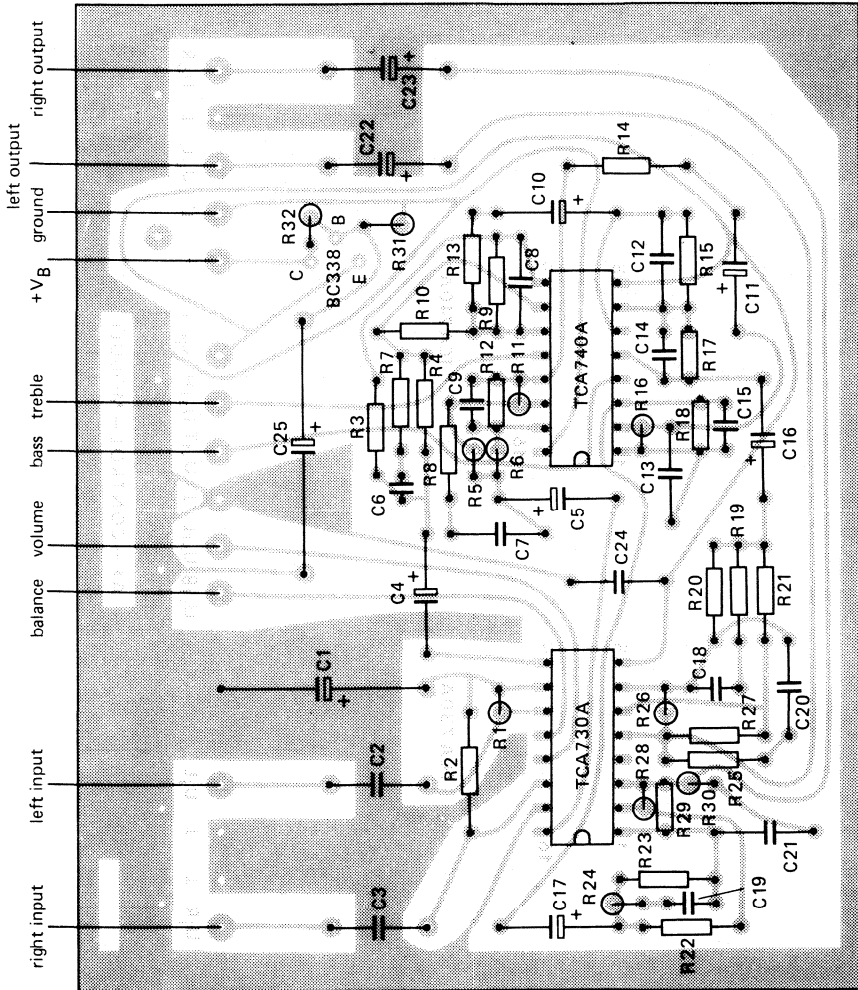 right output
left output
ground
+VB
treble
bass
volume
balance
left input
right input
C23
+
C22
+
R32
B
C
BC338
E
R31
R14
C10
+
R13
R9
C8
R10
C12
R15
C11
+
C25
+
R7
R4
R3
R12
C9
R11
TCA740A
C14
R17
R8
R5
R6
R16
R18
C15
C16
+
C6
C13
C5
+
C7
C4
+
C24
R20
R19
R21
C1
+
C2
R2
R1
TCA730A
R26
C18
R27
C20
R28
R25
R29
R30
C3
R23
C21
C17
+
R24
C19
R22